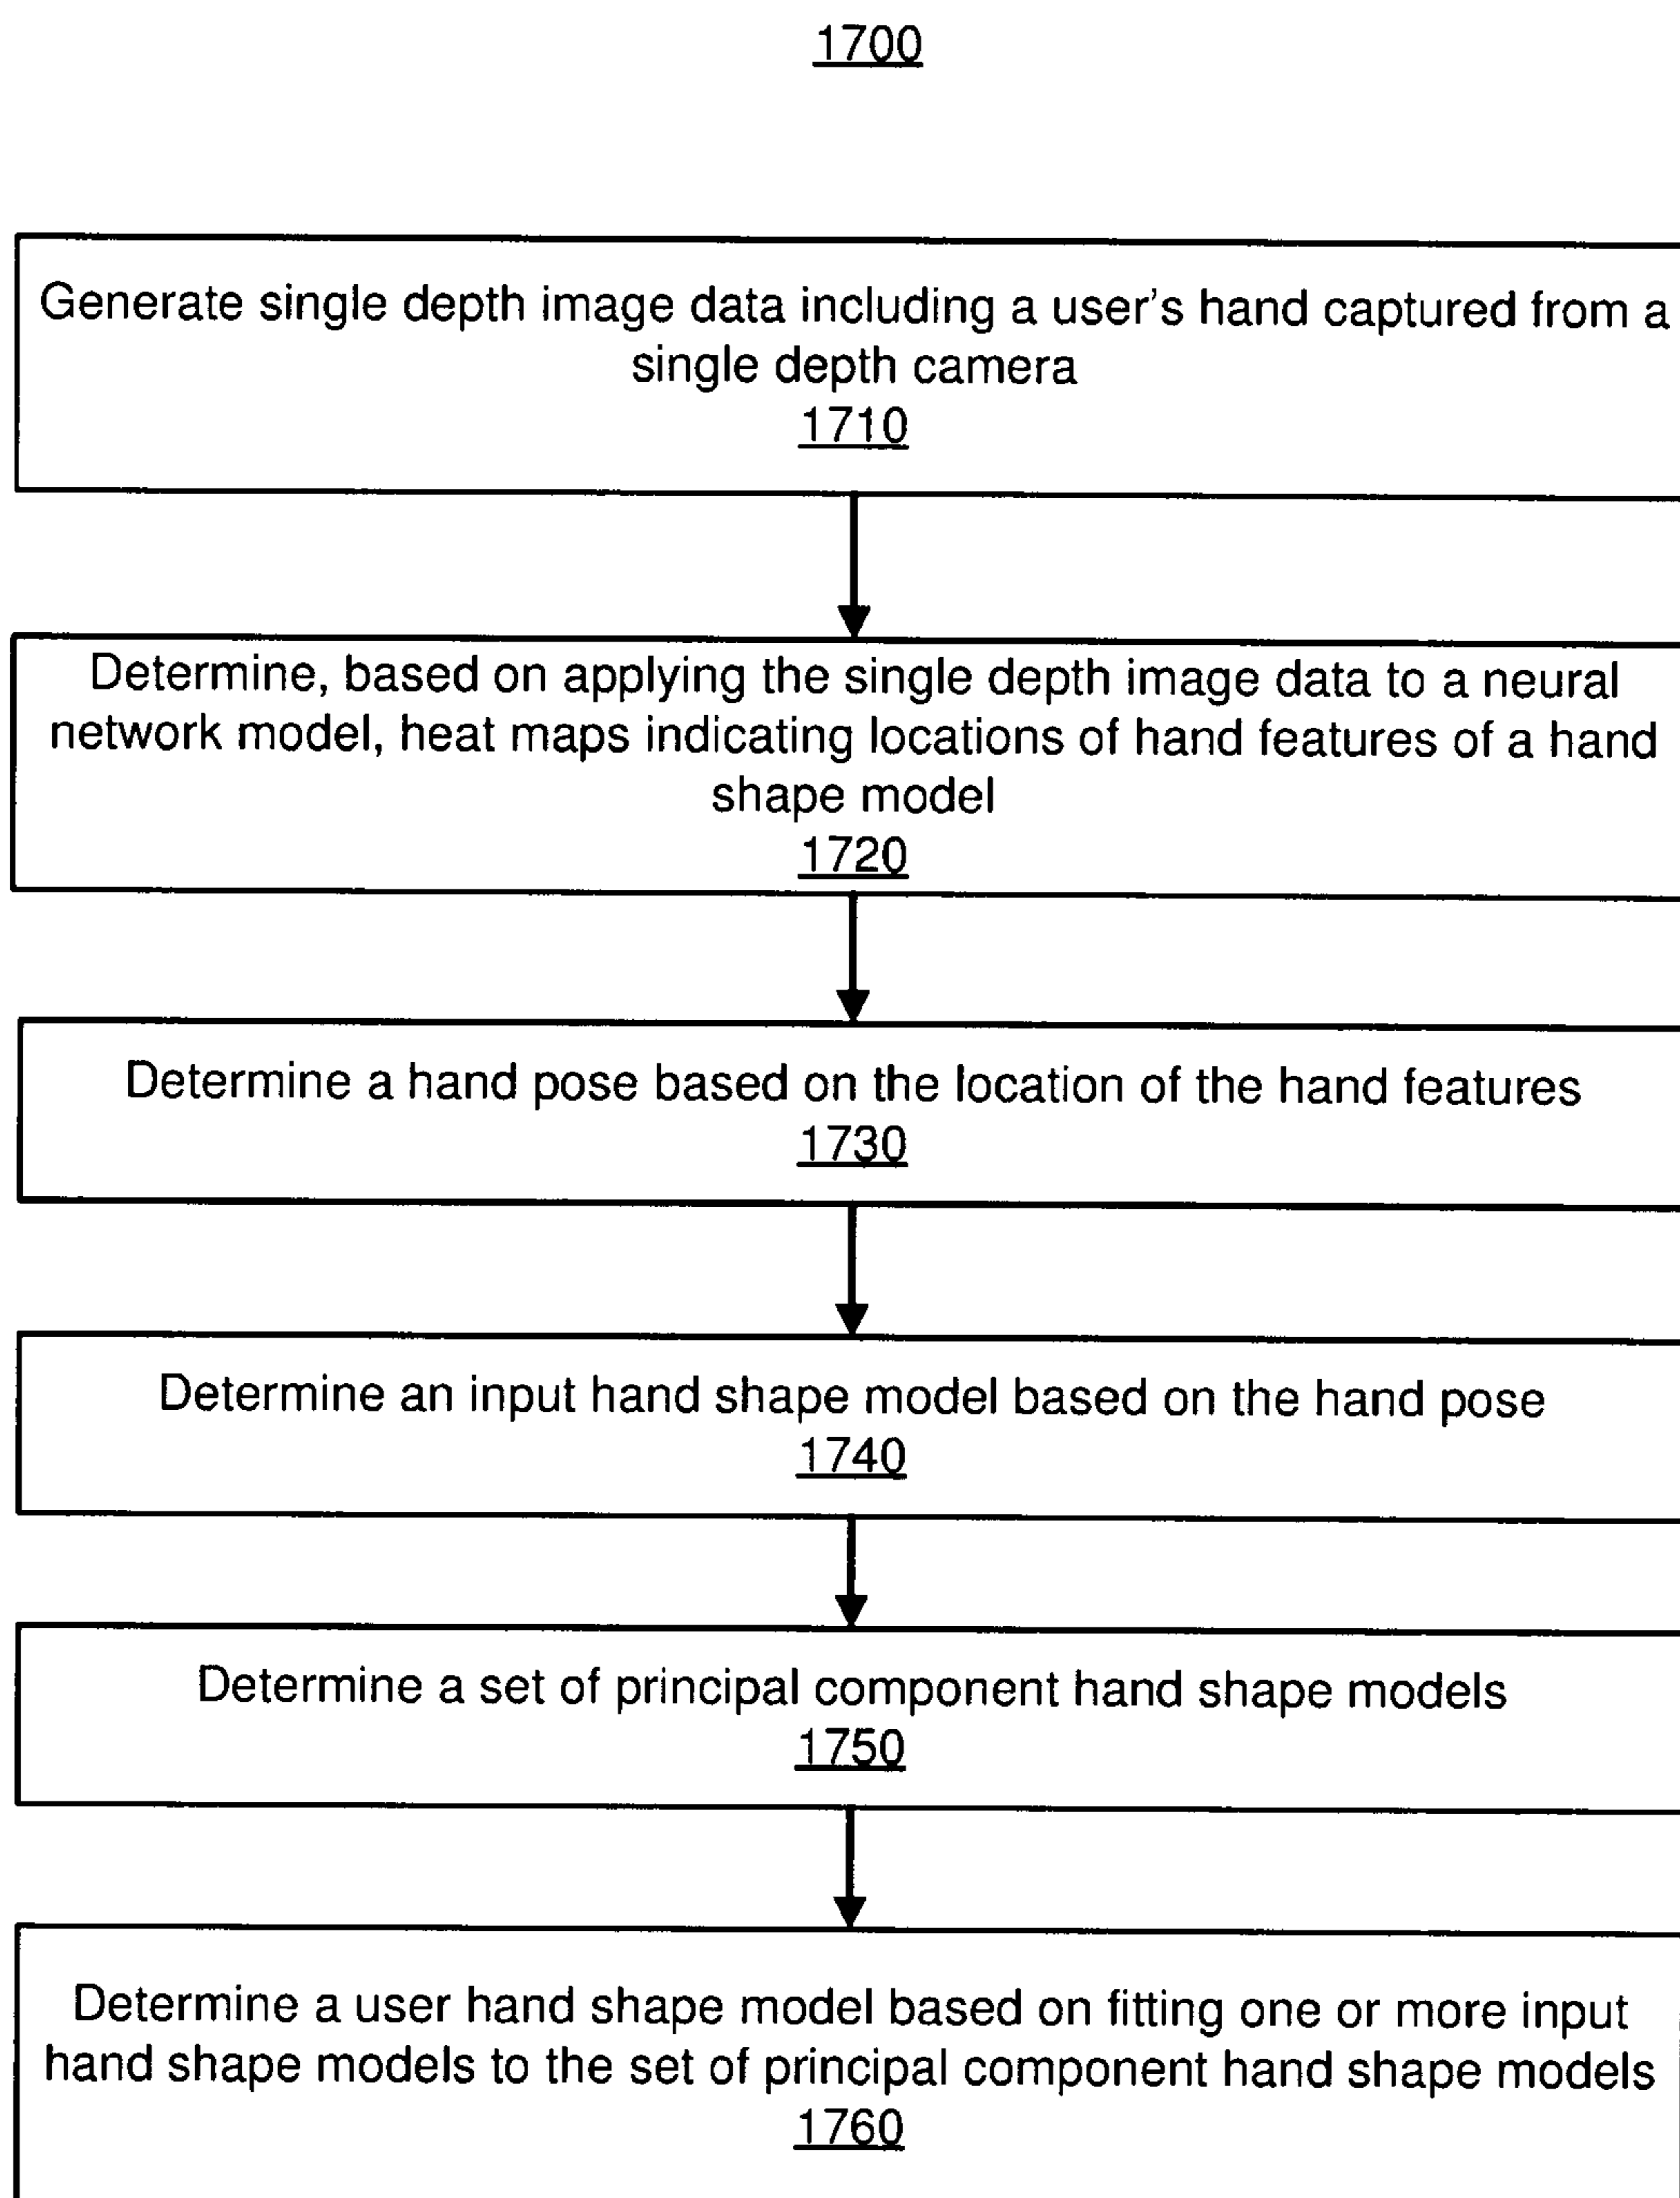 1700
Generate single depth image data including a user's hand captured from a
single depth camera
1710
Determine, based on applying the single depth image data to a neural
network model, heat maps indicating locations of hand features of a hand
shape model
1720
Determine a hand pose based on the location of the hand features
1730
Determine an input hand shape model based on the hand pose
1740
Determine a set of principal component hand shape models
1750
Determine a user hand shape model based on fitting one or more input
hand shape models to the set of principal component hand shape models
1760